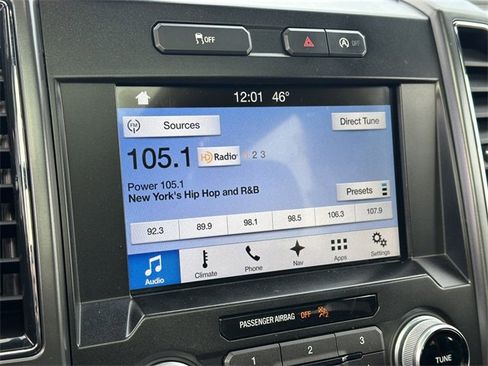 OFF
OFF
12:01 46°
FM
Sources
Direct Tune
105.1 HD Radio 2 3
Power 105.1
New York's Hip Hop and R&B
Presets
92.3 89.9 98.1 98.5 106.3 107.9
Audio Climate Phone Nav Apps Settings
PASSENGER AIRBAG OFF
1 2 3
TUNE